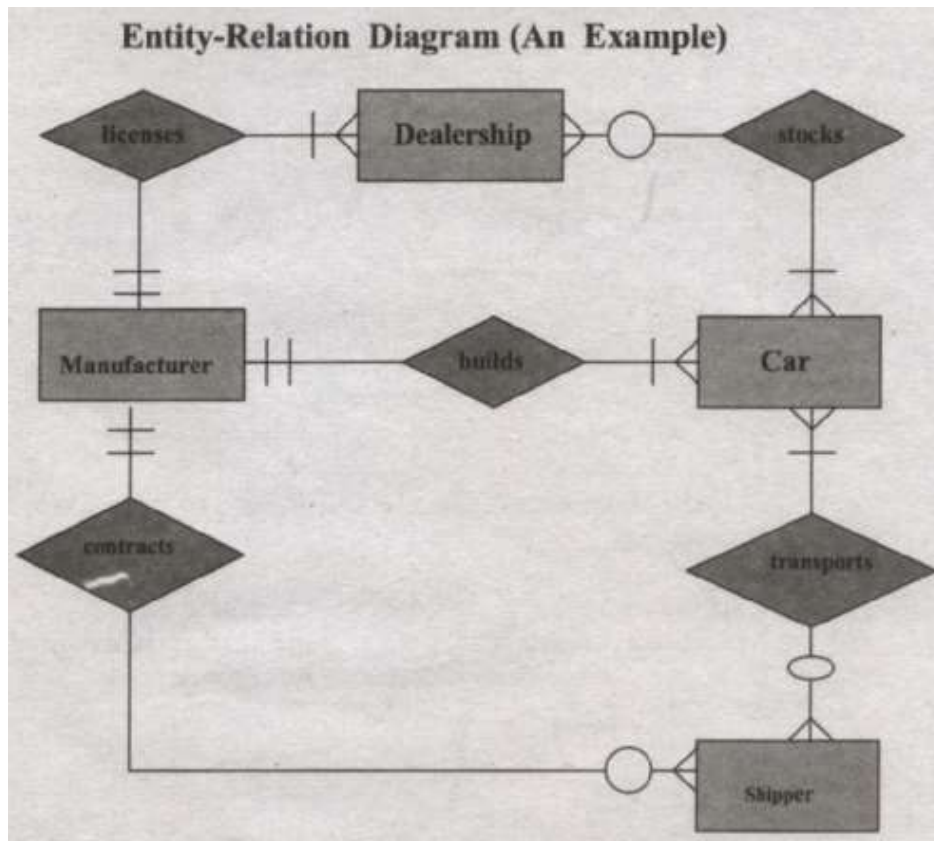 Entity-Relation Diagram (An Example)
licenses
Dealership
stocks
Manufacturer
builds
Car
contracts
transports
Shipper